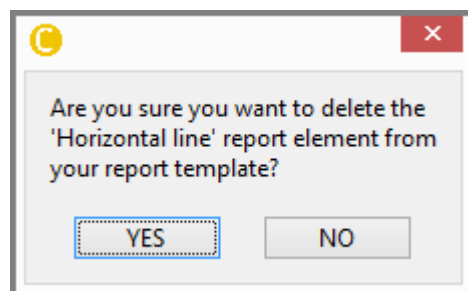 Are you sure you want to delete the
'Horizontal line' report element from
your report template?
YES NO